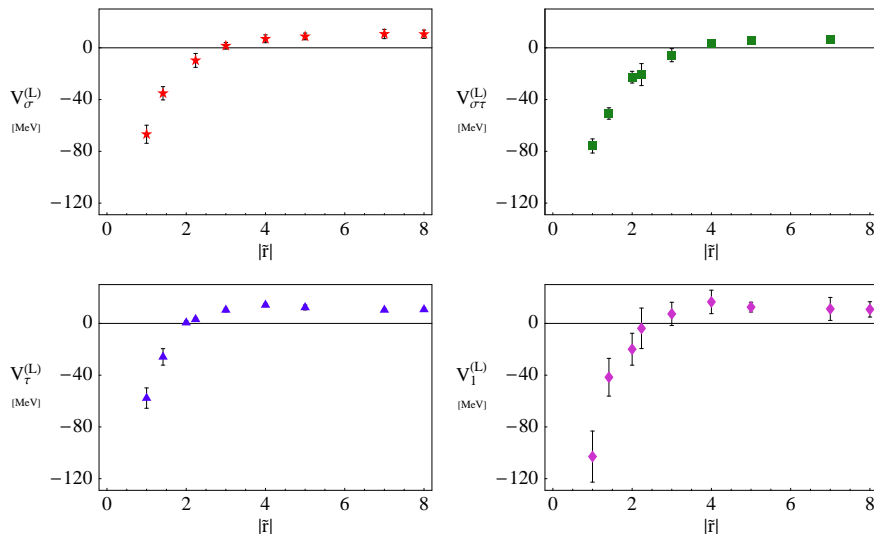 0
−40
−80
−120
V_σ^(L)
[MeV]
0 2 4 6 8
|r̃|
0
−40
−80
−120
V_στ^(L)
[MeV]
0 2 4 6 8
|r̃|
0
−40
−80
−120
V_τ^(L)
[MeV]
0 2 4 6 8
|r̃|
0
−40
−80
−120
V_1^(L)
[MeV]
0 2 4 6 8
|r̃|